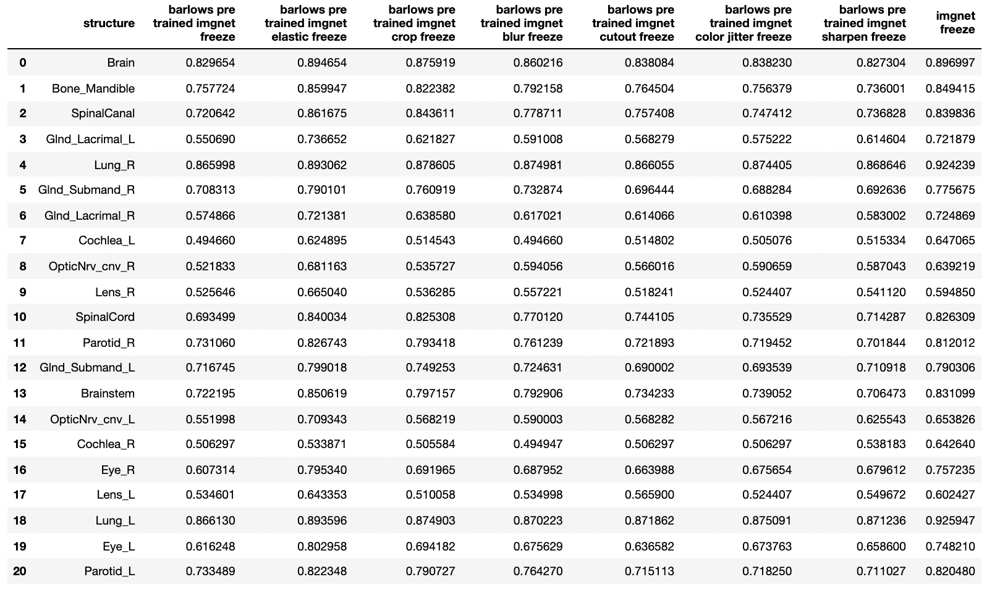 structure barlows pre trained imgnet freeze barlows pre trained imgnet elastic freeze barlows pre trained imgnet crop freeze barlows pre trained imgnet blur freeze barlows pre trained imgnet cutout freeze barlows pre trained imgnet color jitter freeze barlows pre trained imgnet sharpen freeze imgnet freeze
0 Brain 0.829654 0.894654 0.875919 0.860216 0.838084 0.838230 0.827304 0.896997
1 Bone_Mandible 0.757724 0.859947 0.822382 0.792158 0.764504 0.756379 0.736001 0.849415
2 SpinalCanal 0.720642 0.861675 0.843611 0.778711 0.757408 0.747412 0.736828 0.839836
3 Glnd_Lacrimal_L 0.550690 0.736652 0.621827 0.591008 0.568279 0.575222 0.614604 0.721879
4 Lung_R 0.865998 0.893062 0.878605 0.874981 0.866055 0.874405 0.868646 0.924239
5 Glnd_Submand_R 0.708313 0.790101 0.760919 0.732874 0.696444 0.688284 0.692636 0.775675
6 Glnd_Lacrimal_R 0.574866 0.721381 0.638580 0.617021 0.614066 0.610398 0.583002 0.724869
7 Cochlea_L 0.494660 0.624895 0.514543 0.494660 0.514802 0.505076 0.515334 0.647065
8 OpticNrv_cnv_R 0.521833 0.681163 0.535727 0.594056 0.566016 0.590659 0.587043 0.639219
9 Lens_R 0.525646 0.665040 0.536285 0.557221 0.518241 0.524407 0.541120 0.594850
10 SpinalCord 0.693499 0.840034 0.825308 0.770120 0.744105 0.735529 0.714287 0.826309
11 Parotid_R 0.731060 0.826743 0.793418 0.761239 0.721893 0.719452 0.701844 0.812012
12 Glnd_Submand_L 0.716745 0.799018 0.749253 0.724631 0.690002 0.693539 0.710918 0.790306
13 Brainstem 0.722195 0.850619 0.797157 0.792906 0.734233 0.739052 0.706473 0.831099
14 OpticNrv_cnv_L 0.551998 0.709343 0.568219 0.590003 0.568282 0.567216 0.625543 0.653826
15 Cochlea_R 0.506297 0.533871 0.505584 0.494947 0.506297 0.506297 0.538183 0.642640
16 Eye_R 0.607314 0.795340 0.691965 0.687952 0.663988 0.675654 0.679612 0.757235
17 Lens_L 0.534601 0.643353 0.510058 0.534998 0.565900 0.524407 0.549672 0.602427
18 Lung_L 0.866130 0.893596 0.874903 0.870223 0.871862 0.875091 0.871236 0.925947
19 Eye_L 0.616248 0.802958 0.694182 0.675629 0.636582 0.673763 0.658600 0.748210
20 Parotid_L 0.733489 0.822348 0.790727 0.764270 0.715113 0.718250 0.711027 0.820480